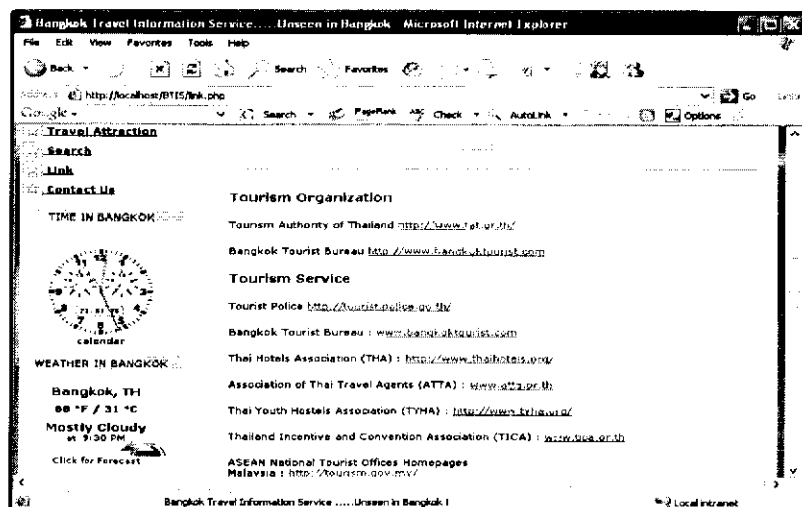 Bangkok Travel Information Service.....Unseen in Bangkok - Microsoft Internet Explorer
File Edit View Favorites Tools Help
Back Search Favorites
http://localhost/BTIS/link.php Go
Google Search PageRank Check AutoLink Options
Travel Attraction
Search
Link
Contact Us
TIME IN BANGKOK
calendar
WEATHER IN BANGKOK
Bangkok, TH
88 °F / 31 °C
Mostly Cloudy
at 9:30 PM
Click for Forecast
Tourism Organization
Tourism Authority of Thailand http://www.tat.or.th/
Bangkok Tourist Bureau http://www.bangkoktourist.com
Tourism Service
Tourist Police http://tourist.police.go.th/
Bangkok Tourist Bureau : www.bangkoktourist.com
Thai Hotels Association (THA) : http://www.thaihotels.org/
Association of Thai Travel Agents (ATTA) : www.atta.or.th
Thai Youth Hostels Association (TYHA) : http://www.tyha.org/
Thailand Incentive and Convention Association (TICA) : www.tica.or.th
ASEAN National Tourist Offices Homepages
Malaysia : http://tourism.gov.my/
Bangkok Travel Information Service .....Unseen in Bangkok ! Local intranet